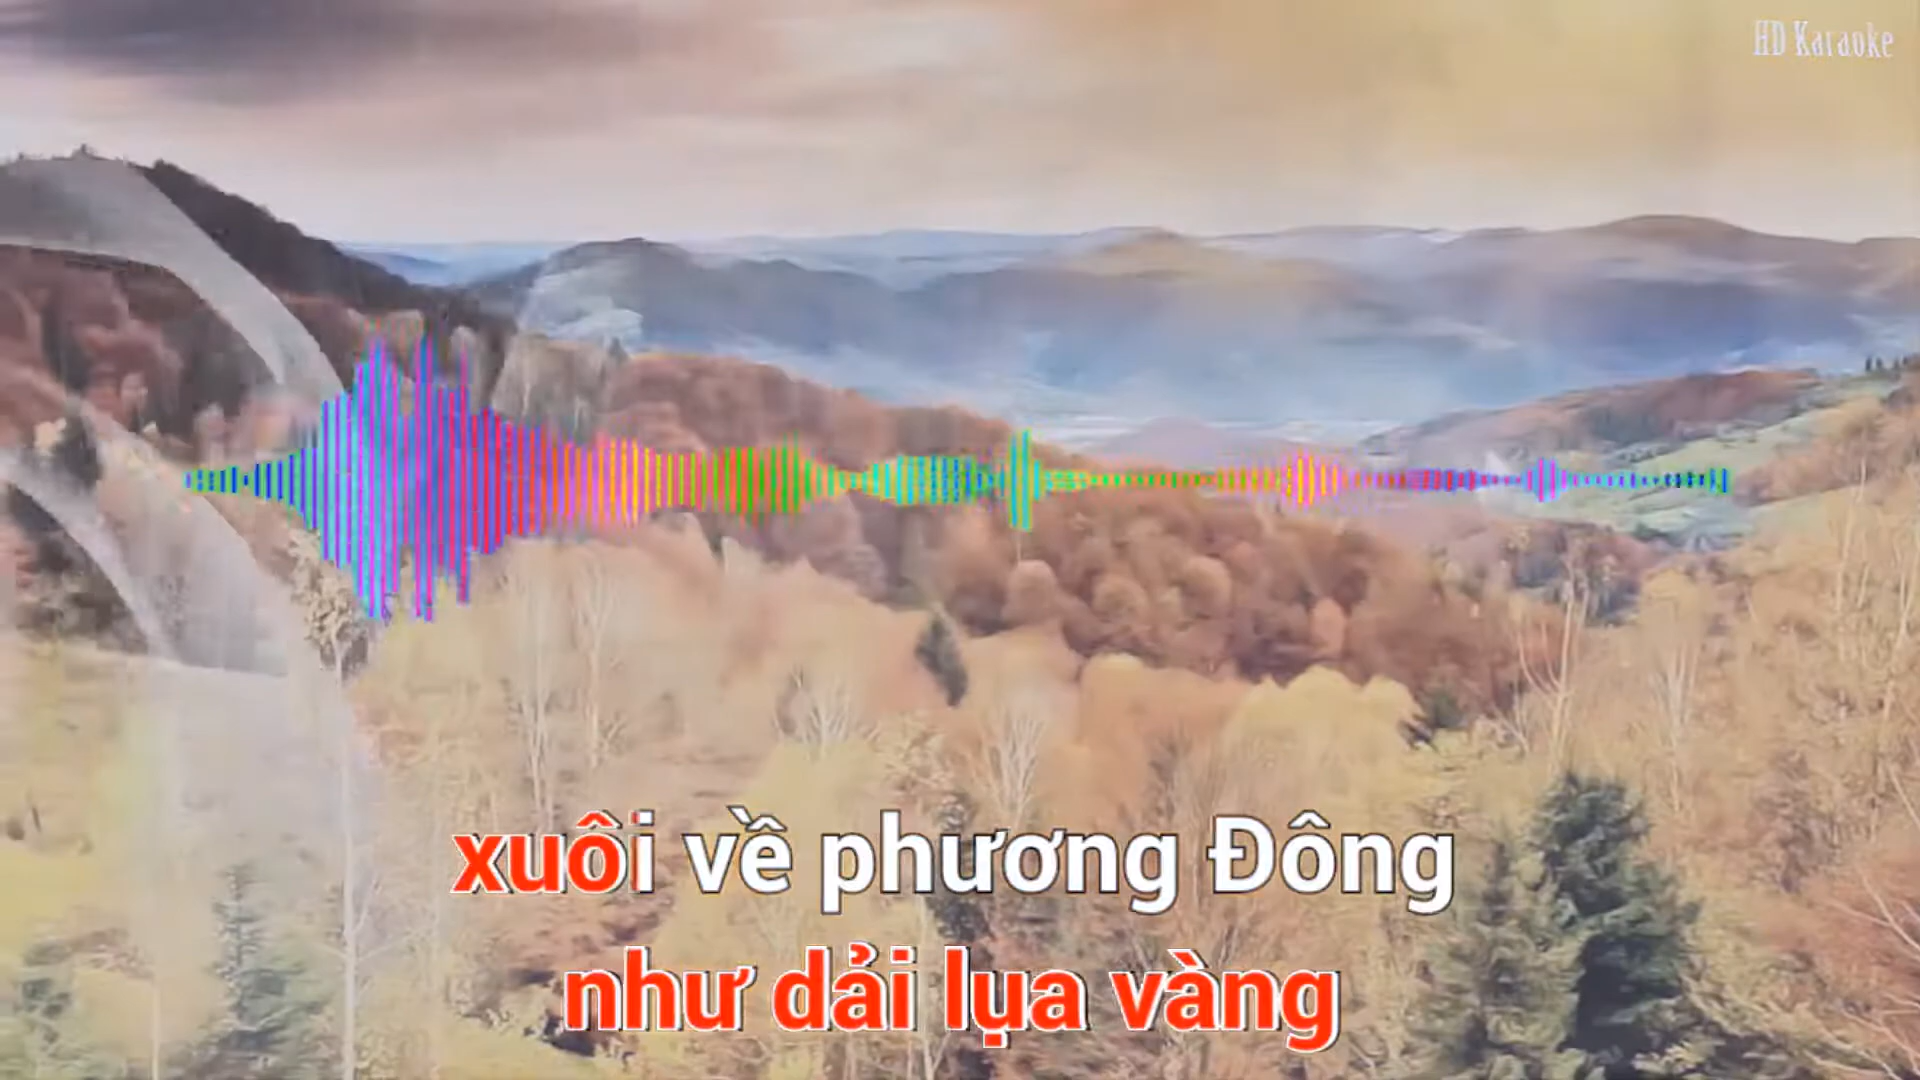 HD Karaoke
xuôi về phương Đông
như dải lụa vàng